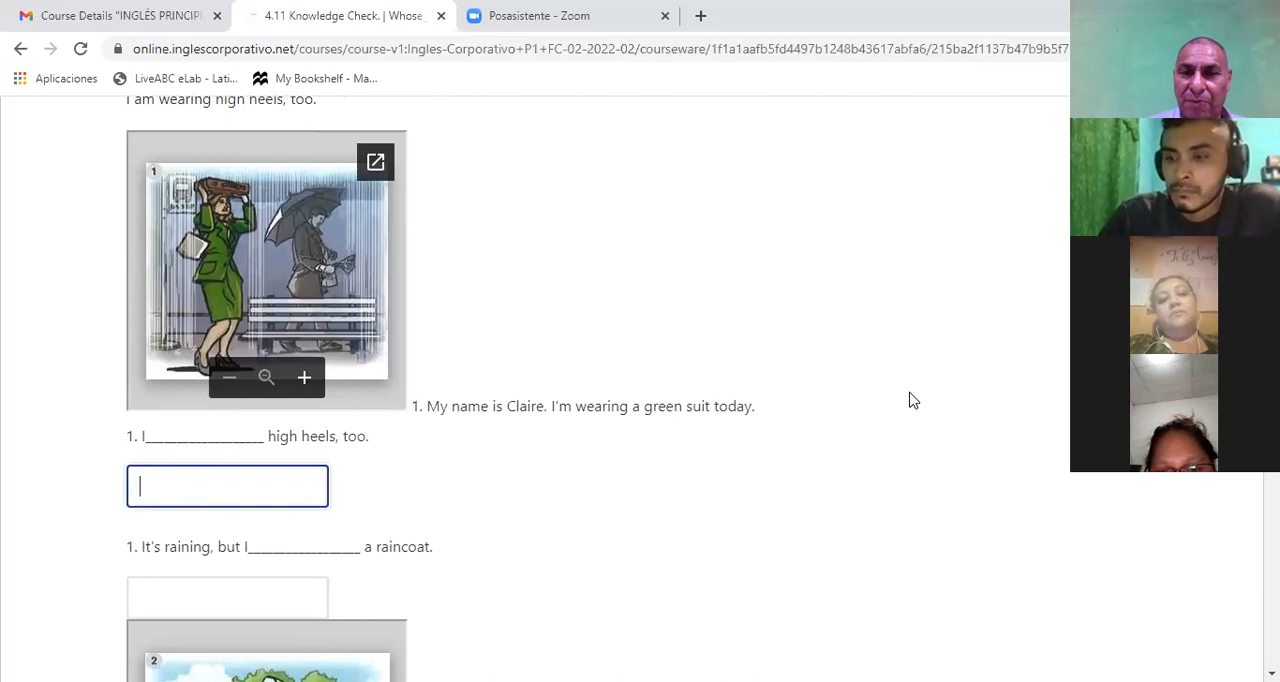 Course Details "INGLÉS PRINCIPI
4.11 Knowledge Check. | Whose
Posasistente - Zoom
online.inglescorporativo.net/courses/course-v1:Ingles-Corporativo+P1+FC-02-2022-02/courseware/1f1a1aafb5fd4497b1248b43617abfa6/215ba2f1137b47b9b5f7
Aplicaciones
LiveABC eLab - Lati...
My Bookshelf - Ma...
I am wearing high heels, too.
1
1. My name is Claire. I'm wearing a green suit today.
1. I__________________ high heels, too.
1. It's raining, but I_________________ a raincoat.
2